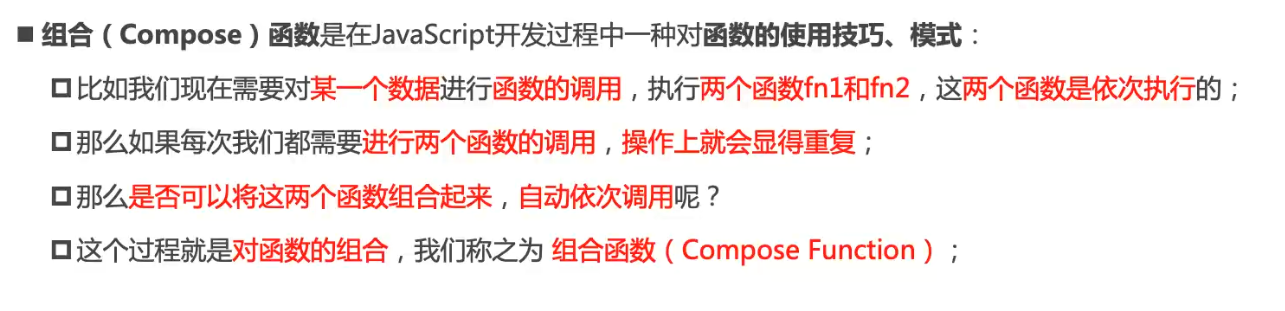 组合（Compose）函数是在JavaScript开发过程中一种对函数的使用技巧、模式：
比如我们现在需要对某一个数据进行函数的调用，执行两个函数fn1和fn2，这两个函数是依次执行的；
那么如果每次我们都需要进行两个函数的调用，操作上就会显得重复；
那么是否可以将这两个函数组合起来，自动依次调用呢？
这个过程就是对函数的组合，我们称之为 组合函数（Compose Function）；